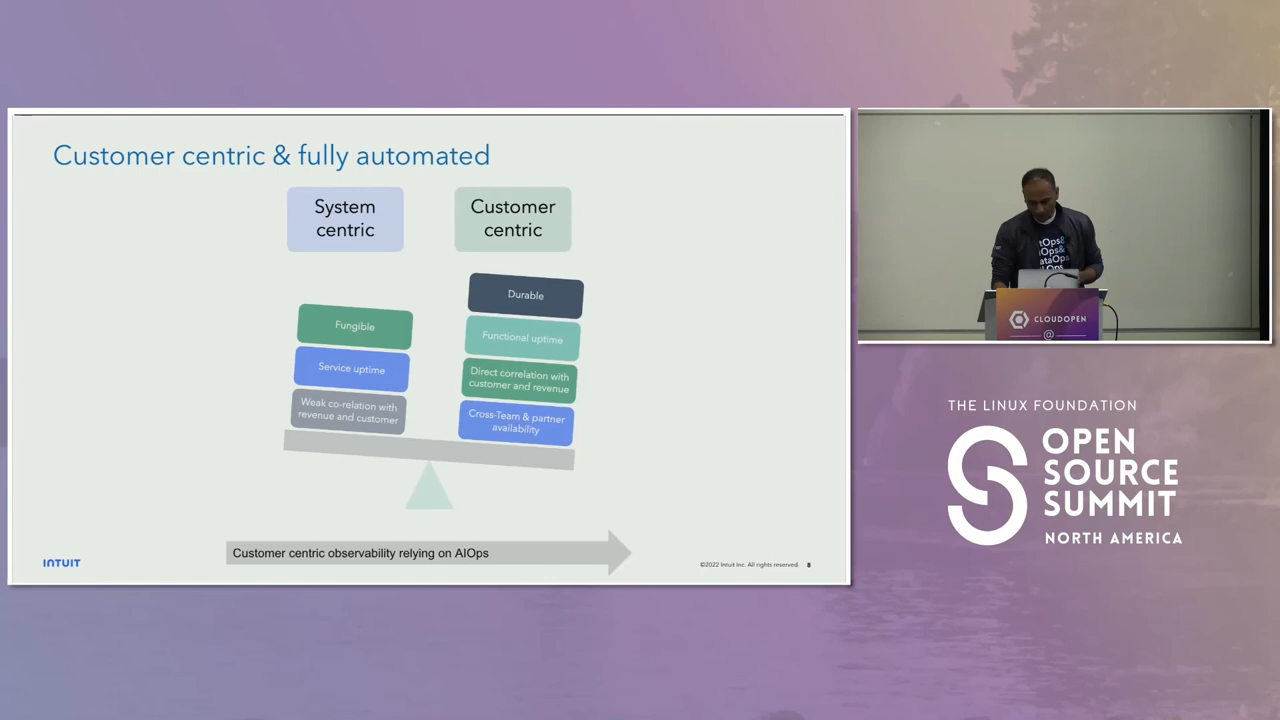 Customer centric & fully automated
System
centric
Customer
centric
Fungible
Service uptime
Weak co-relation with
revenue and customer
Durable
Functional uptime
Direct correlation with
customer and revenue
Cross-Team & partner
availability
Customer centric observability relying on AIOps
INTUIT
©2022 Intuit Inc. All rights reserved.
8
CLOUDOPEN
@
THE LINUX FOUNDATION
OPEN
SOURCE
SUMMIT
NORTH AMERICA